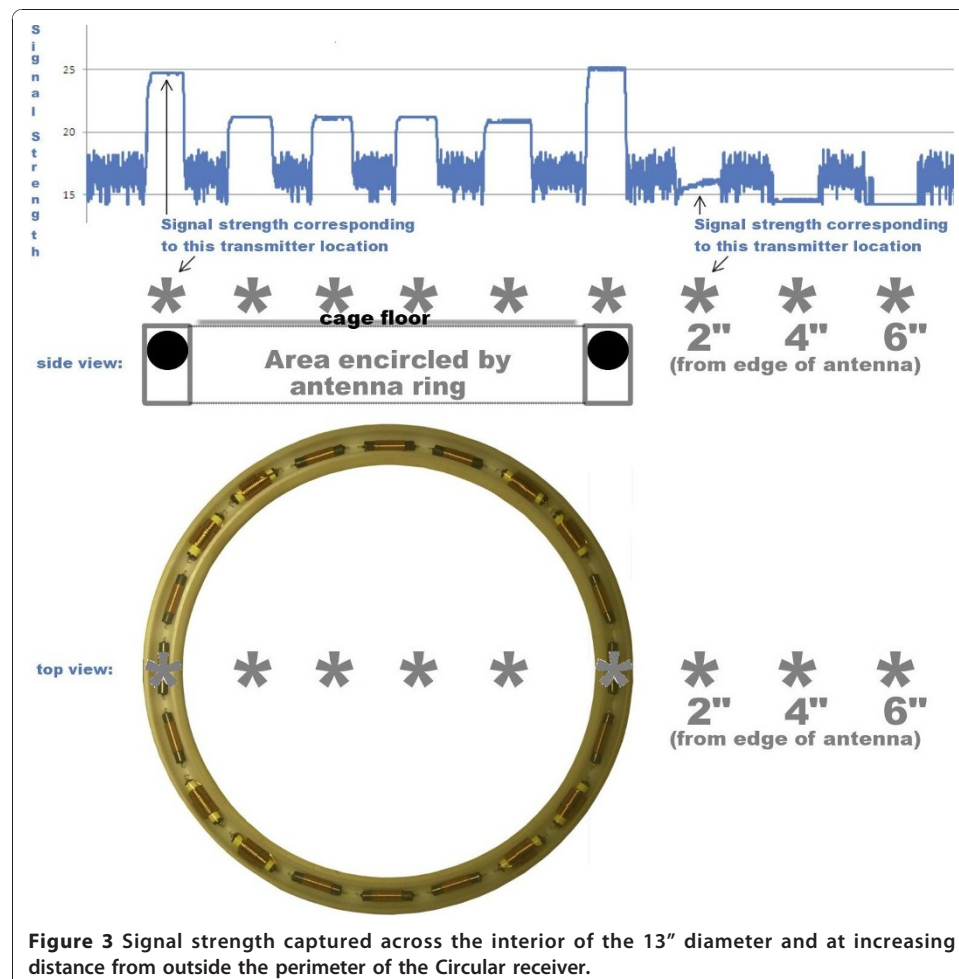 Signal Strength
25
20
15
Signal strength corresponding
to this transmitter location
Signal strength corresponding
to this transmitter location
* * * * * * * * *
cage floor
2" 4" 6"
(from edge of antenna)
side view:
Area encircled by
antenna ring
top view:
* * * * * * * * *
2" 4" 6"
(from edge of antenna)
Figure 3 Signal strength captured across the interior of the 13” diameter and at increasing
distance from outside the perimeter of the Circular receiver.